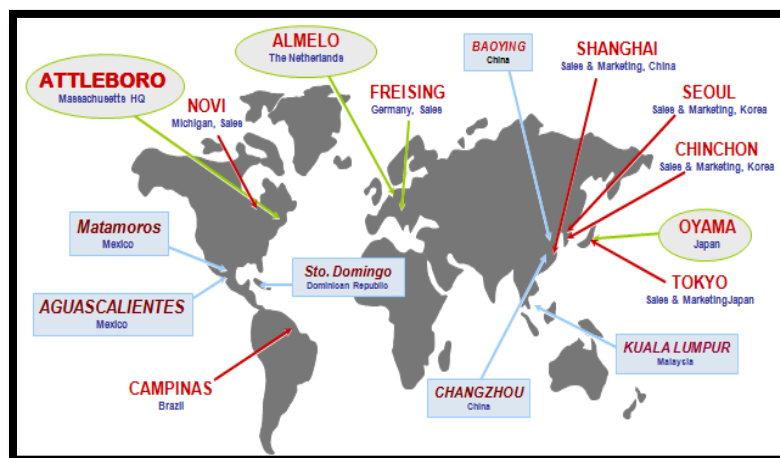 ALMELO
The Netherlands
BAOYING
China
SHANGHAI
Sales & Marketing, China
ATTLEBORO
Massachusetts HQ
NOVI
Michigan, Sales
FREISING
Germany, Sales
SEOUL
Sales & Marketing, Korea
CHINCHON
Sales & Marketing, Korea
Matamoros
Mexico
OYAMA
Japan
Sto. Domingo
Dominican Republic
TOKYO
Sales & MarketingJapan
AGUASCALIENTES
Mexico
KUALA LUMPUR
Malaysia
CAMPINAS
Brazil
CHANGZHOU
China